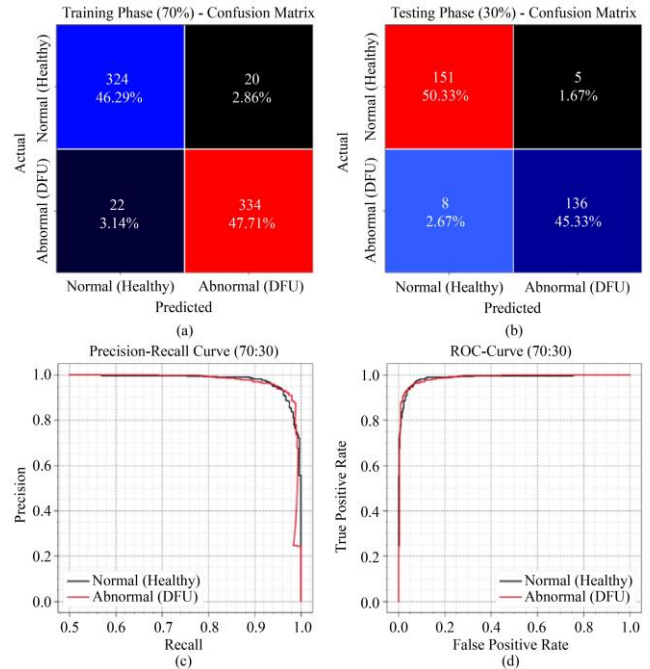 Training Phase (70%) - Confusion Matrix
Actual
Normal (Healthy)
324
46.29%
20
2.86%
Abnormal (DFU)
22
3.14%
334
47.71%
Normal (Healthy)
Abnormal (DFU)
Predicted
(a)
Testing Phase (30%) - Confusion Matrix
Actual
Normal (Healthy)
151
50.33%
5
1.67%
Abnormal (DFU)
8
2.67%
136
45.33%
Normal (Healthy)
Abnormal (DFU)
Predicted
(b)
Precision-Recall Curve (70:30)
Precision
1.0
0.8
0.6
0.4
0.2
0.0
Normal (Healthy)
Abnormal (DFU)
0.5 0.6 0.7 0.8 0.9 1.0
Recall
(c)
ROC-Curve (70:30)
True Positive Rate
1.0
0.8
0.6
0.4
0.2
0.0
Normal (Healthy)
Abnormal (DFU)
0.0 0.2 0.4 0.6 0.8 1.0
False Positive Rate
(d)